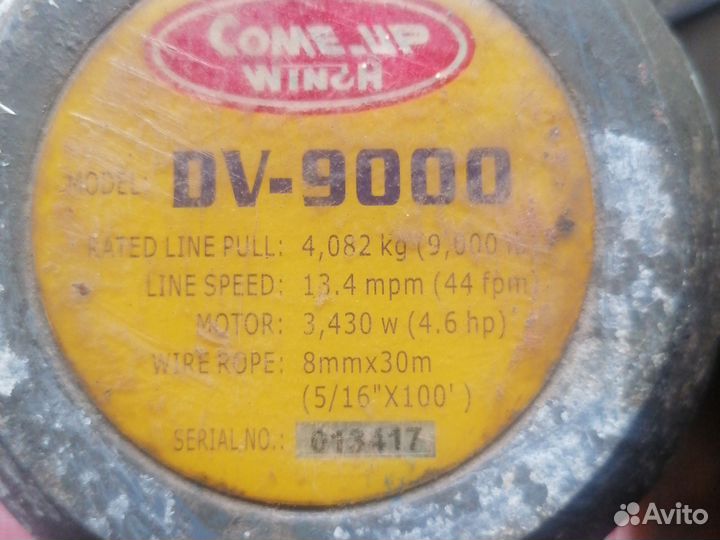 COME-UP
WINCH
MODEL: DV-9000
RATED LINE PULL: 4,082 kg (9,000
LINE SPEED: 13.4 mpm (44 fpm)
MOTOR: 3,430 w (4.6 hp)
WIRE ROPE: 8mmx30m
(5/16"X100')
SERIAL NO.: 013417
Avito